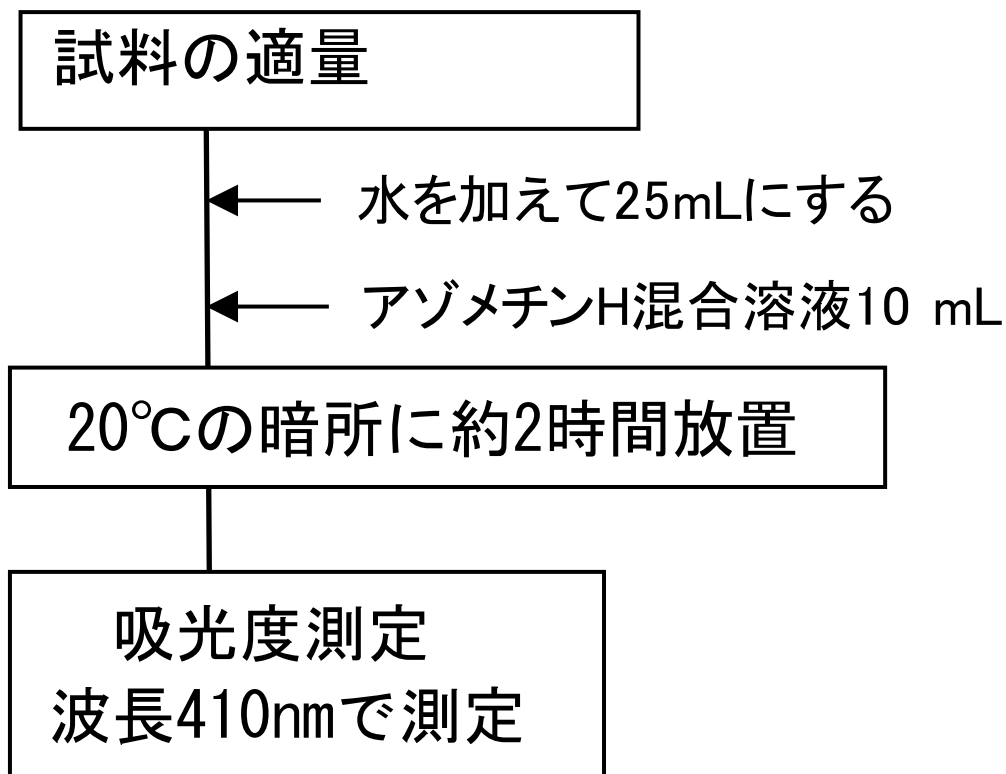 試料の適量
水を加えて25mLにする
アゾメチンH混合溶液10 mL
20℃の暗所に約2時間放置
吸光度測定
波長410nmで測定